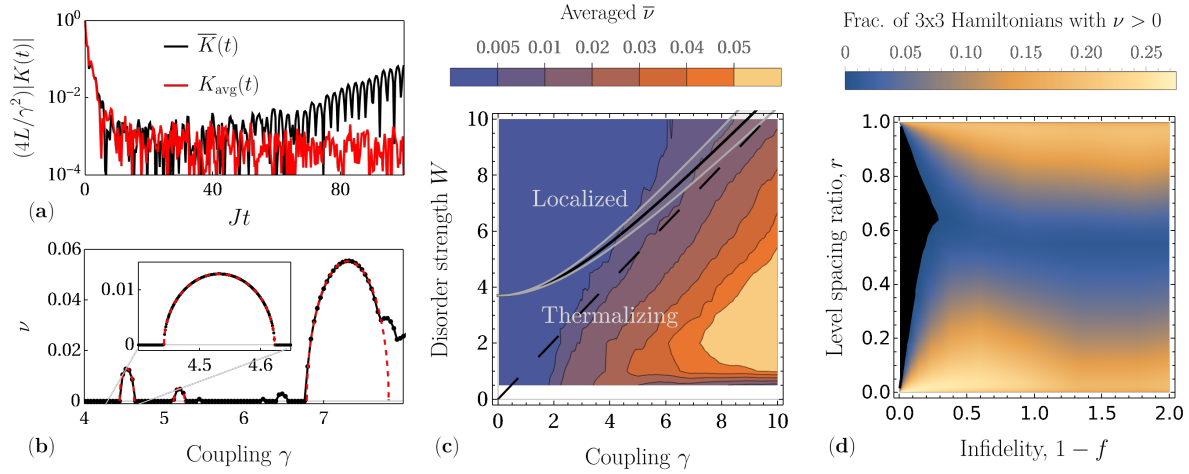 (4L/γ²)|K(t)|
10⁰
10⁻²
10⁻⁴
K̅(t)
K_avg(t)
0
40
80
Jt
(a)
ν
0.06
0.04
0.02
0
0.01
0
4.5
4.6
4
5
6
7
Coupling γ
(b)
Averaged ν̅
0.005 0.01 0.02 0.03 0.04 0.05
Disorder strength W
10
8
6
4
2
0
Localized
Thermalizing
0 2 4 6 8 10
Coupling γ
(c)
Frac. of 3x3 Hamiltonians with ν > 0
0 0.05 0.10 0.15 0.20 0.25
Level spacing ratio, r
1.0
0.8
0.6
0.4
0.2
0.0
0.0 0.5 1.0 1.5 2.0
Infidelity, 1 − f
(d)